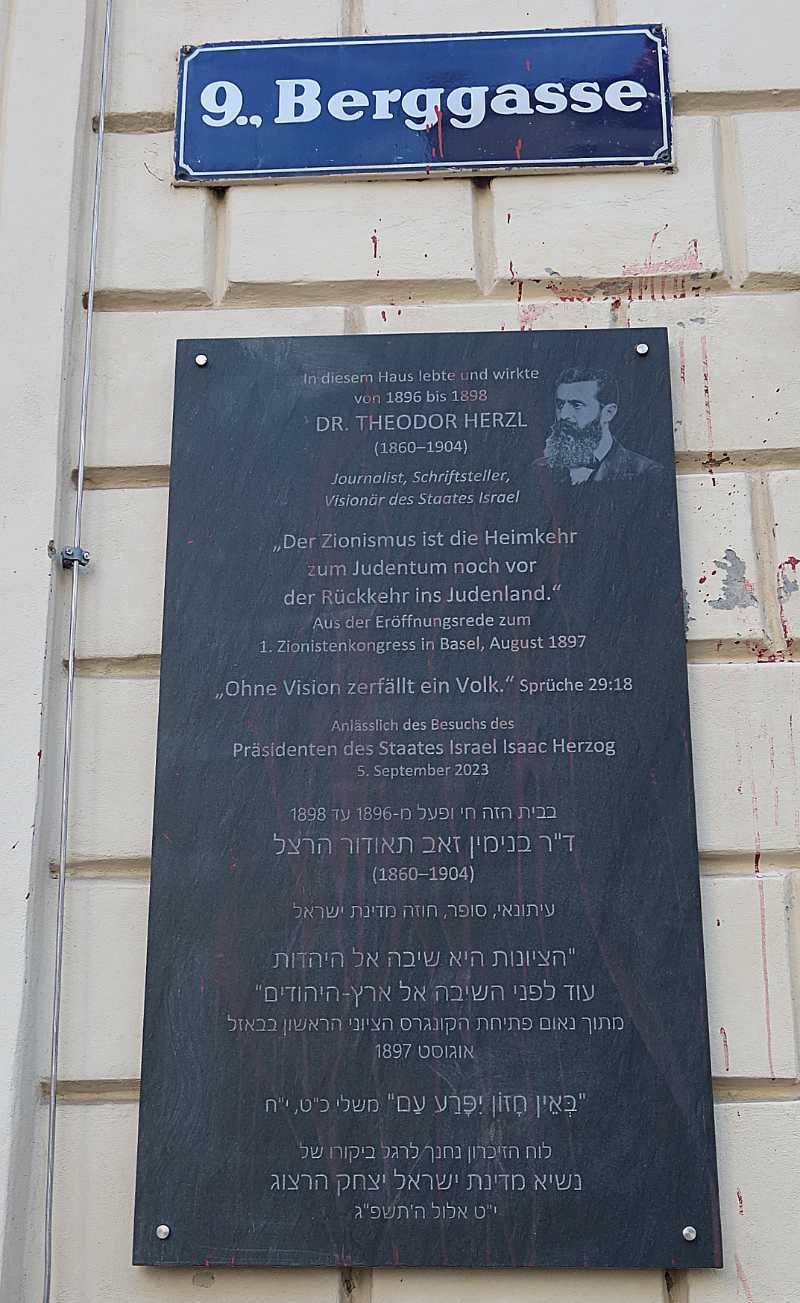 9., Berggasse
In diesem Haus lebte und wirkte
von 1896 bis 1898
DR. THEODOR HERZL
(1860–1904)
Journalist, Schriftsteller,
Visionär des Staates Israel
„Der Zionismus ist die Heimkehr
zum Judentum noch vor
der Rückkehr ins Judenland.“
Aus der Eröffnungsrede zum
1. Zionistenkongress in Basel, August 1897
„Ohne Vision zerfällt ein Volk.“ Sprüche 29:18
Anlässlich des Besuchs des
Präsidenten des Staates Israel Isaac Herzog
5. September 2023
בבית הזה חי ופעל מ-1896 עד 1898
ד"ר בנימין זאב תאודור הרצל
(1860–1904)
עיתונאי, סופר, חוזה מדינת ישראל
"הציונות היא שיבה אל היהדות
עוד לפני השיבה אל ארץ-היהודים"
מתוך נאום פתיחת הקונגרס הציוני הראשון בבאזל
אוגוסט 1897
"בְּאֵין חָזוֹן יִפָּרַע עַם" משלי כ"ט, י"ח
לוח הזיכרון נחנך לרגל ביקורו של
נשיא מדינת ישראל יצחק הרצוג
י"ט אלול ה'תשפ"ג